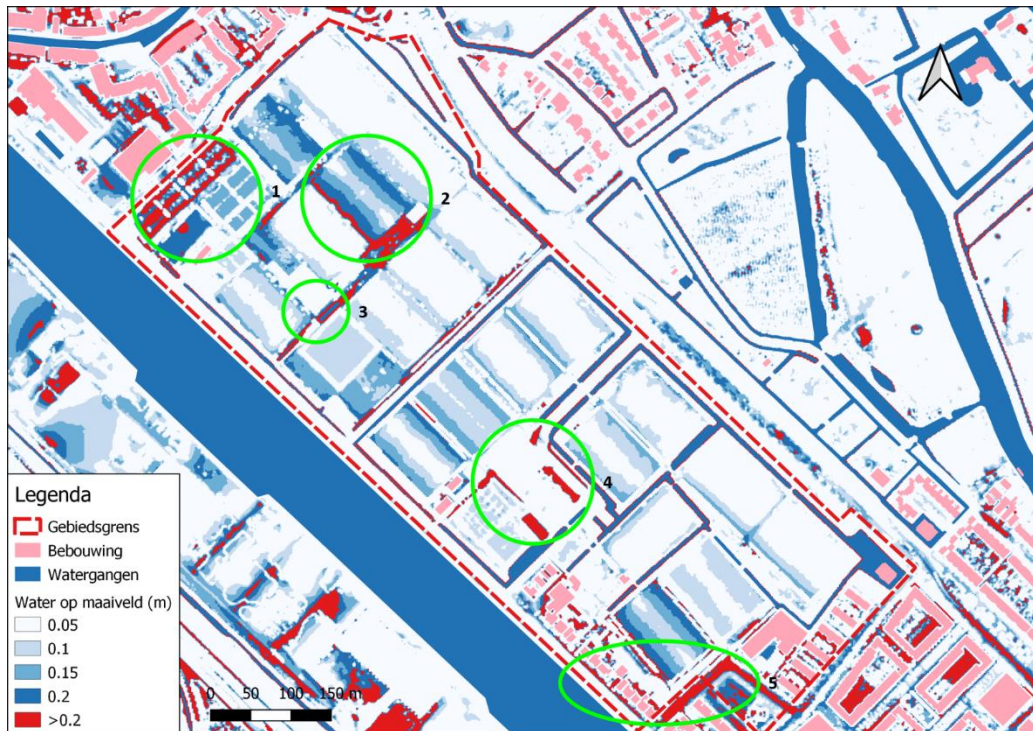 1
2
3
4
5
Legenda
Gebiedsgrens
Bebouwing
Watergangen
Water op maaiveld (m)
0.05
0.1
0.15
0.2
>0.2
0 50 100 150 m